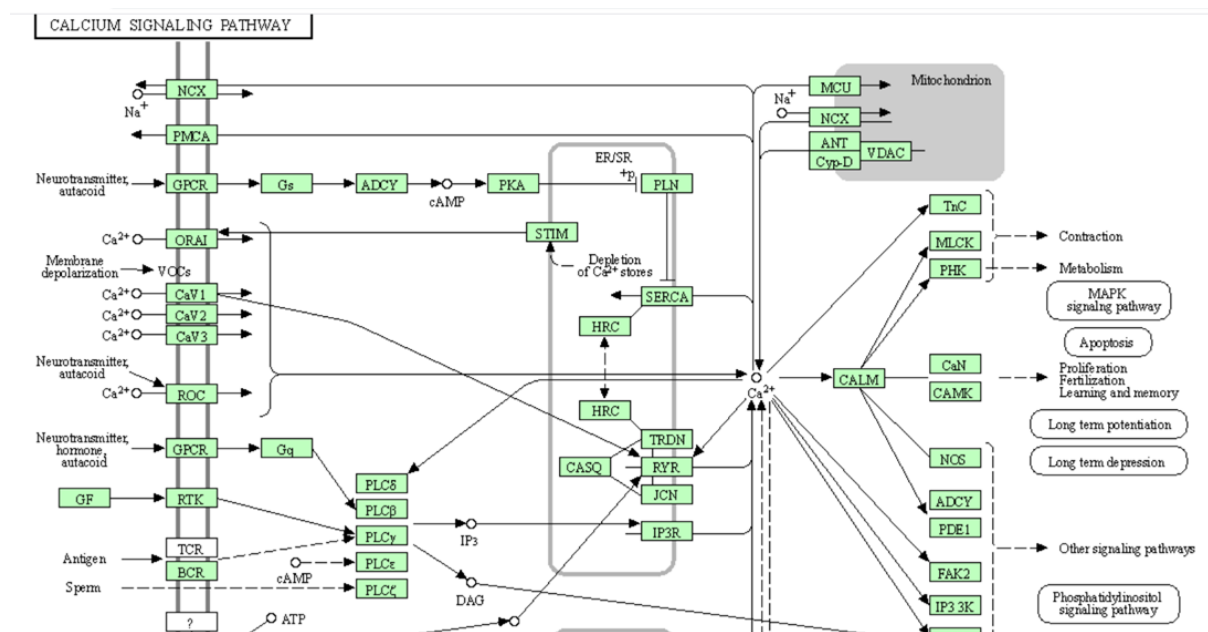 CALCIUM SIGNALING PATHWAY
NCX
Na+
PMCA
MCU
Mitochondrion
Na+
NCX
ANT
Cyp-D
VDAC
ER/SR
Neurotransmitter,
autacoid
GPCR
Gs
ADCY
cAMP
PKA
+p
PLN
Ca2+
ORAI
STIM
Depletion
of Ca2+ stores
Membrane
depolarization
VOCs
Ca2+
CaV1
Ca2+
CaV2
Ca2+
CaV3
SERCA
HRC
HRC
Neurotransmitter,
autacoid
Ca2+
ROC
Neurotransmitter,
hormone,
autacoid
GPCR
Gq
TRDN
CASQ
RYR
JCN
IP3R
GF
RTK
PLCδ
PLCβ
PLCγ
PLCε
PLCζ
IP3
DAG
cAMP
Antigen
TCR
BCR
Sperm
?
ATP
Ca2+
CALM
TnC
MLCK
PHK
Contraction
Metabolism
MAPK
signalng pathway
Apoptosis
CaN
CAMK
Proliferation
Fertilization
Learning and memory
Long term potentiation
Long term depression
NOS
ADCY
PDE1
FAK2
IP3 3K
Other signaling pathways
Phosphatidylinositol
signaling pathway